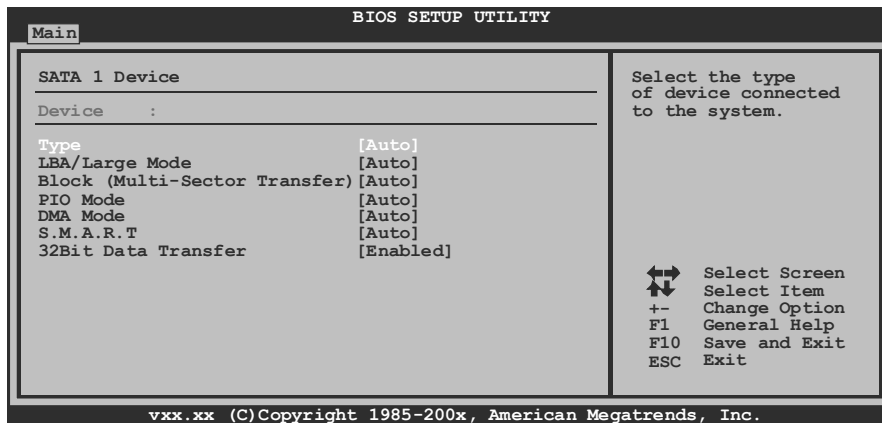 BIOS SETUP UTILITY
Main
SATA 1 Device
Device :
Type [Auto]
LBA/Large Mode [Auto]
Block (Multi-Sector Transfer) [Auto]
PIO Mode [Auto]
DMA Mode [Auto]
S.M.A.R.T [Auto]
32Bit Data Transfer [Enabled]
Select the type
of device connected
to the system.
Select Screen
Select Item
+- Change Option
F1 General Help
F10 Save and Exit
ESC Exit
vxx.xx (C)Copyright 1985-200x, American Megatrends, Inc.